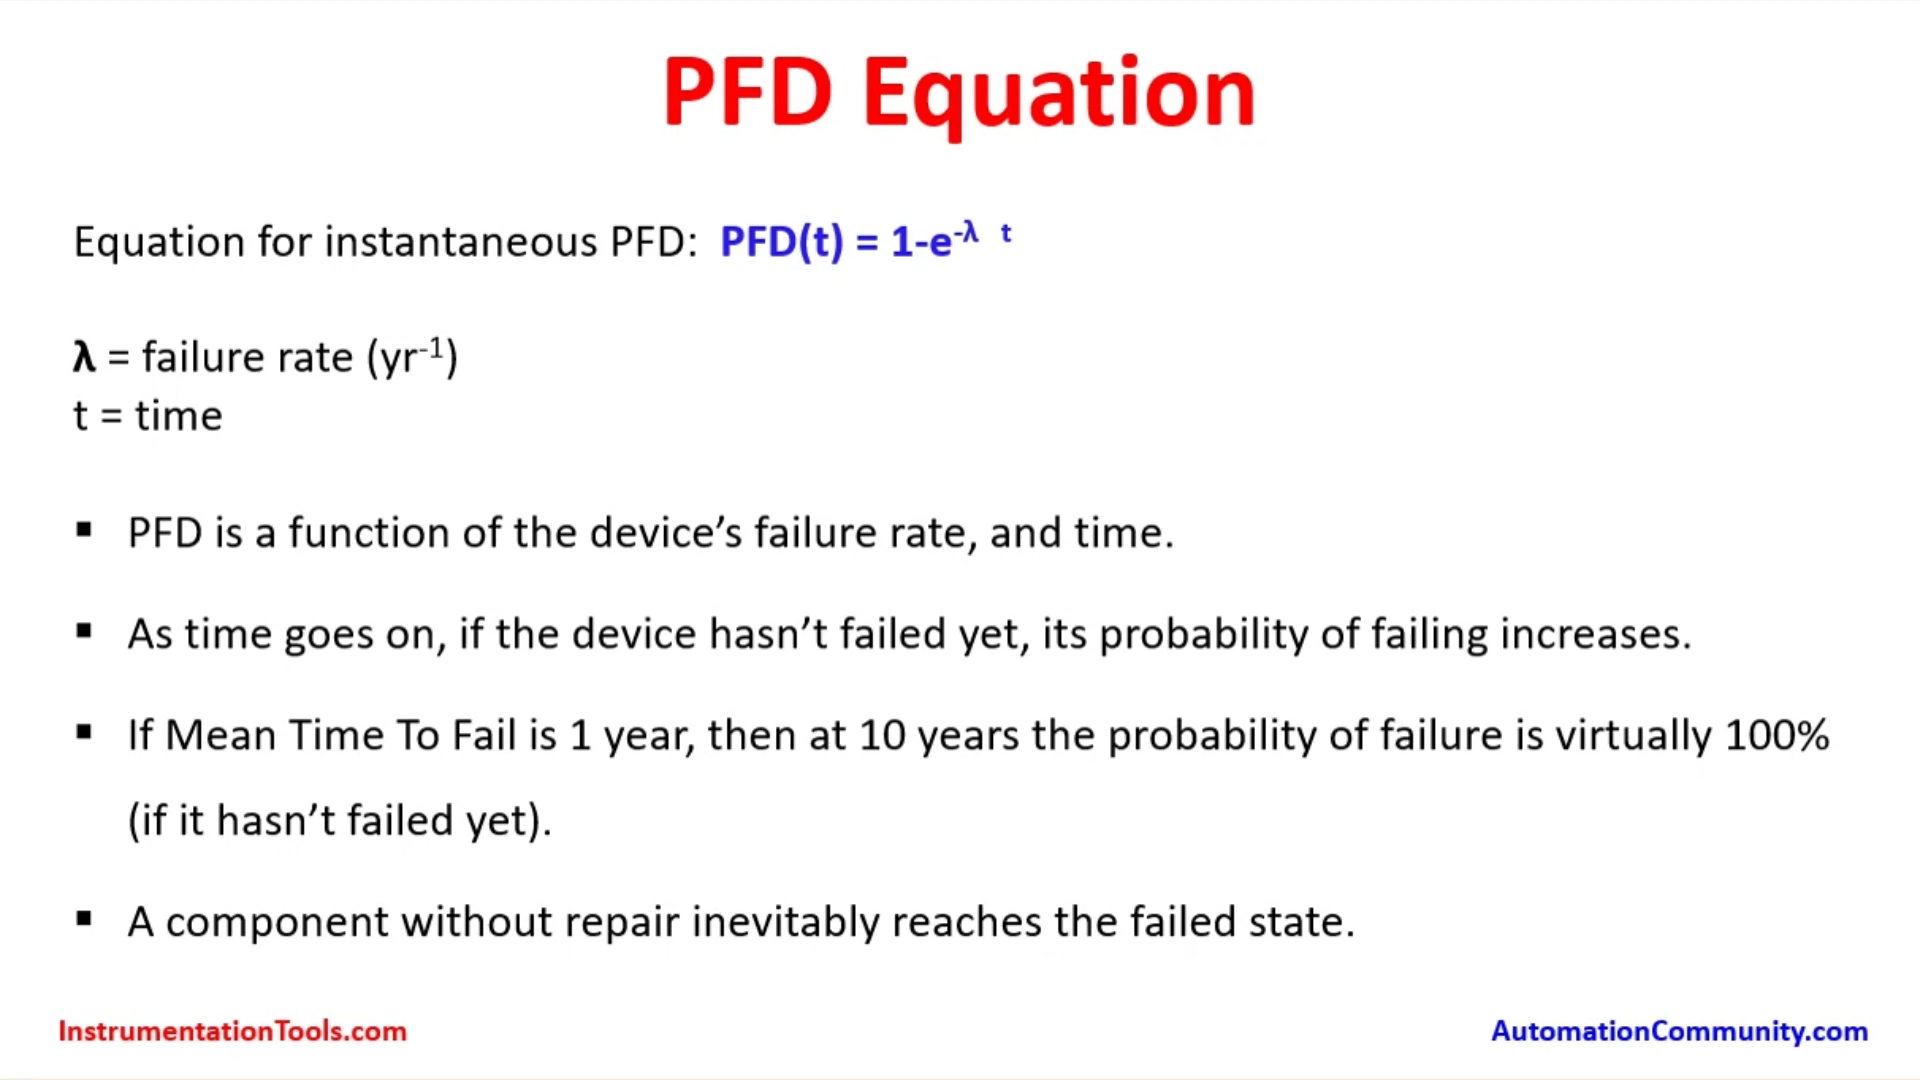 PFD Equation
Equation for instantaneous PFD: PFD(t) = 1-e^-λ t
λ = failure rate (yr^-1)
t = time
▪ PFD is a function of the device’s failure rate, and time.
▪ As time goes on, if the device hasn’t failed yet, its probability of failing increases.
▪ If Mean Time To Fail is 1 year, then at 10 years the probability of failure is virtually 100%
(if it hasn’t failed yet).
▪ A component without repair inevitably reaches the failed state.
InstrumentationTools.com
AutomationCommunity.com